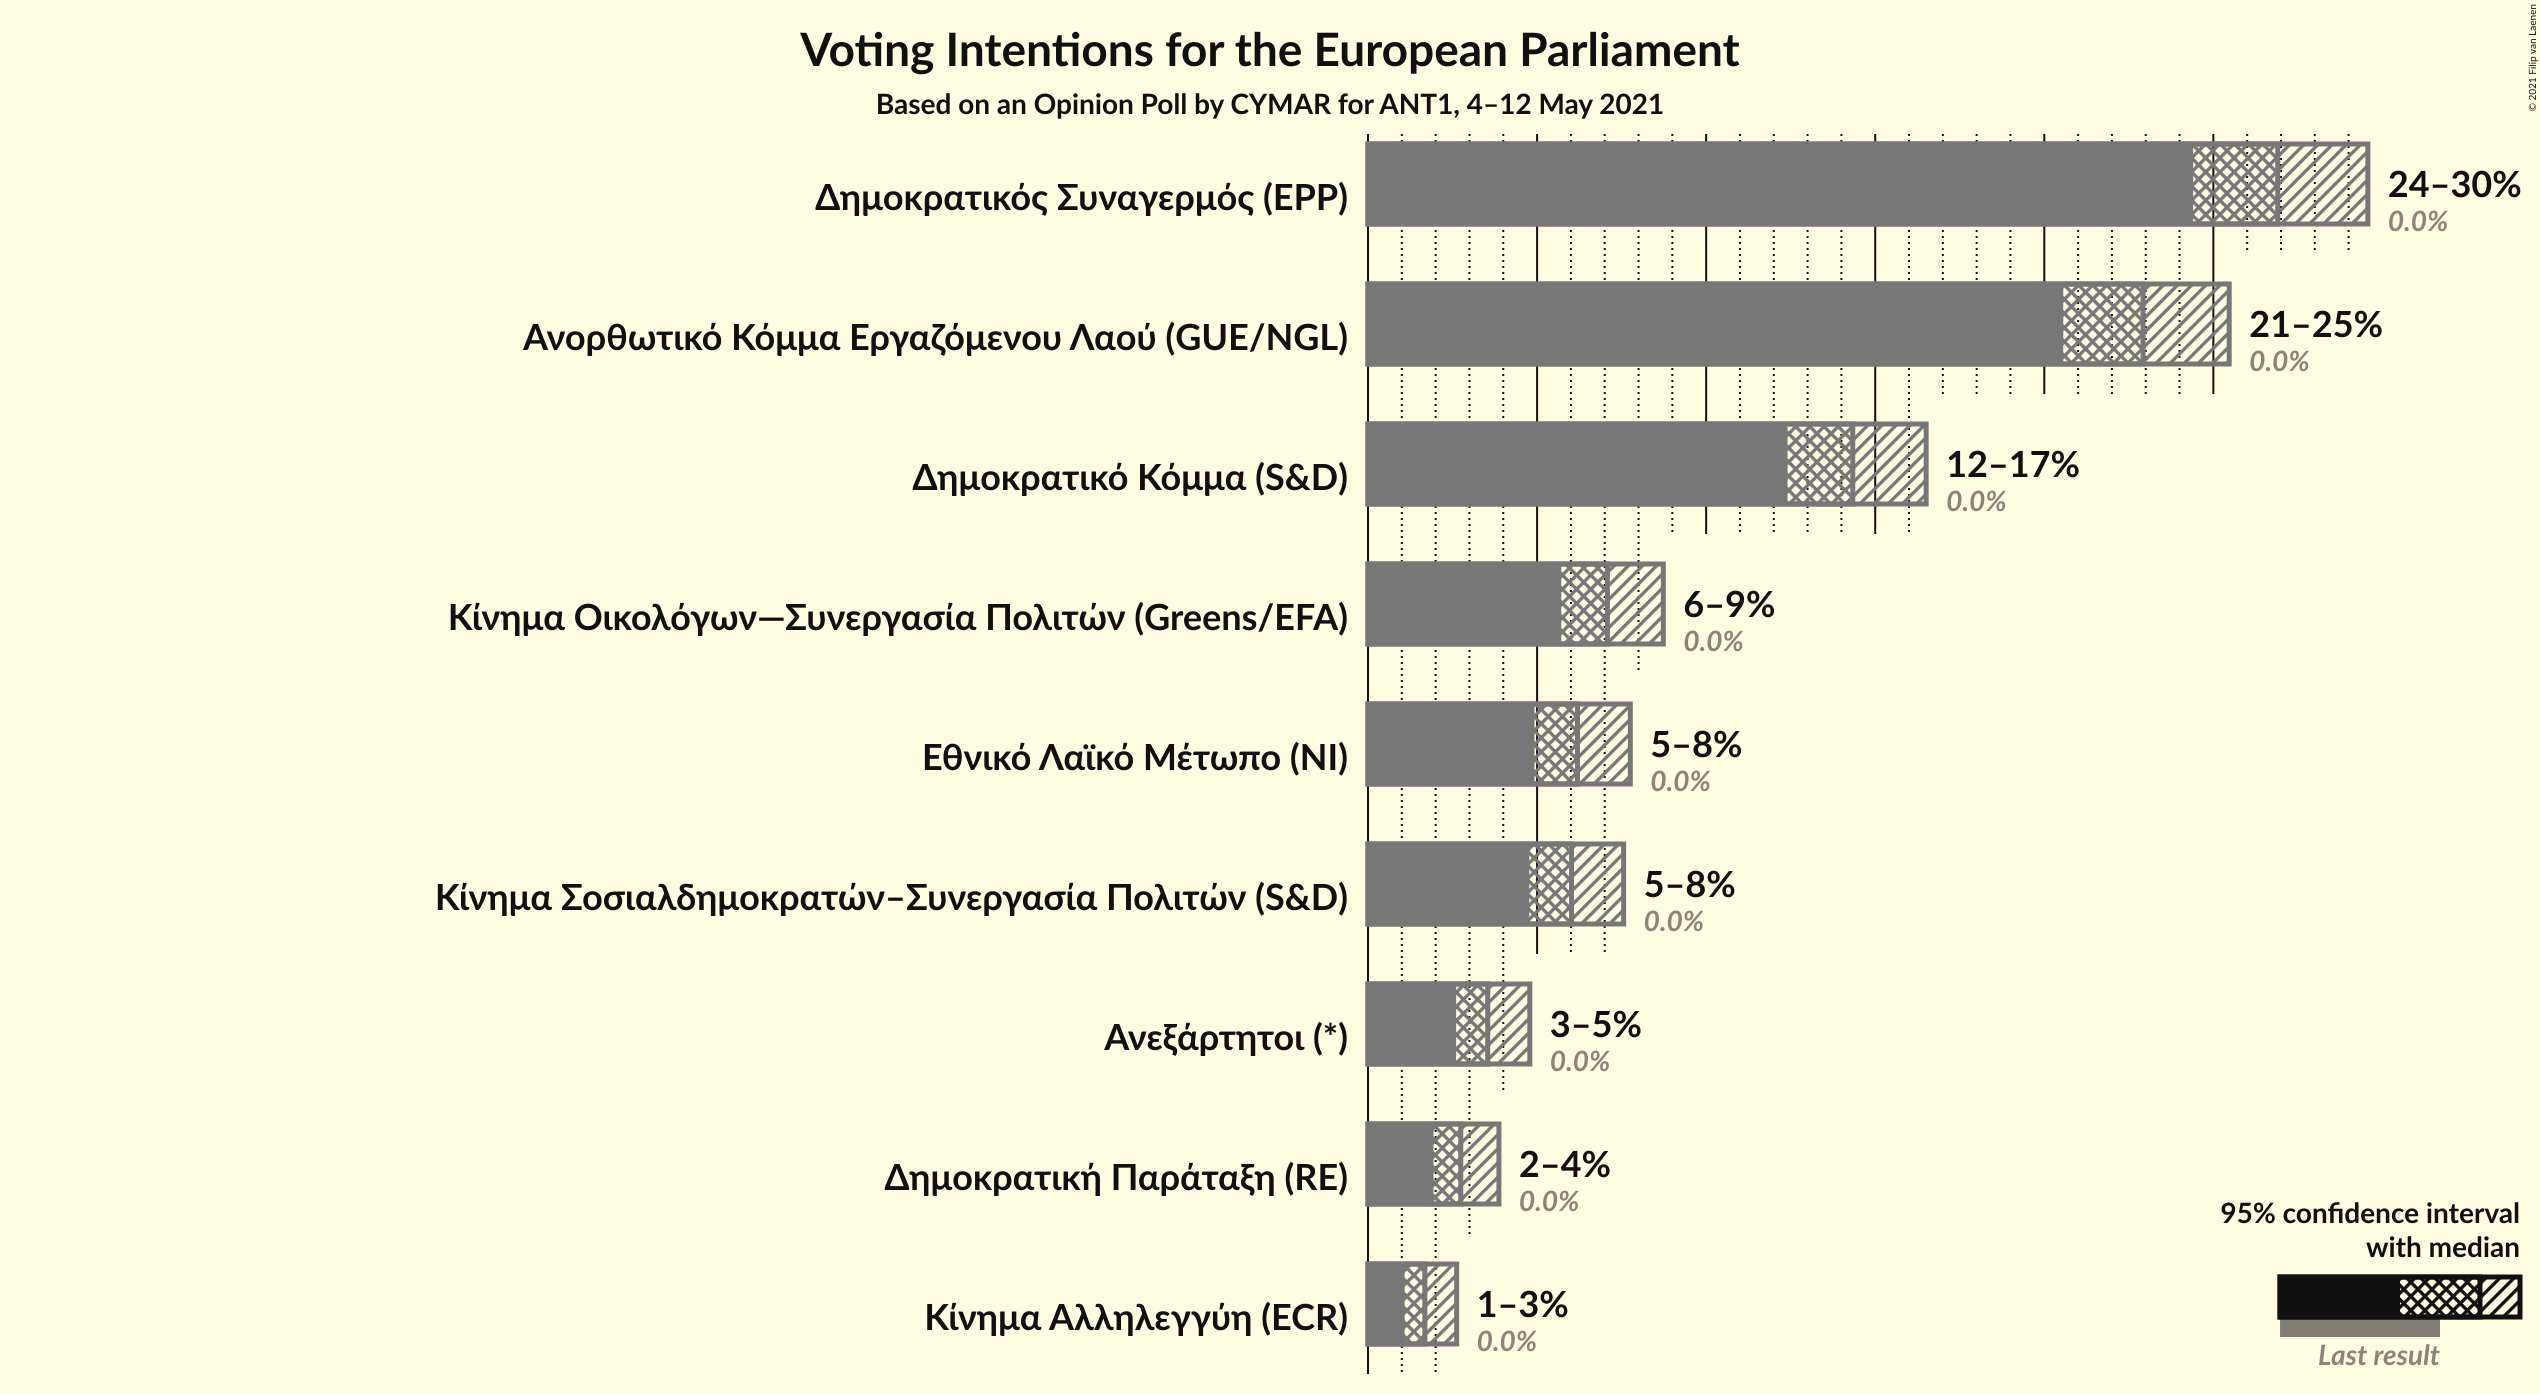 Voting Intentions for the European Parliament
Based on an Opinion Poll by CYMAR for ANT1, 4–12 May 2021
© 2021 Filip van Laenen
Δημοκρατικός Συναγερμός (EPP)
24–30%
0.0%
Ανορθωτικό Κόμμα Εργαζόμενου Λαού (GUE/NGL)
21–25%
0.0%
Δημοκρατικό Κόμμα (S&D)
12–17%
0.0%
Κίνημα Οικολόγων—Συνεργασία Πολιτών (Greens/EFA)
6–9%
0.0%
Εθνικό Λαϊκό Μέτωπο (NI)
5–8%
0.0%
Κίνημα Σοσιαλδημοκρατών–Συνεργασία Πολιτών (S&D)
5–8%
0.0%
Ανεξάρτητοι (*)
3–5%
0.0%
Δημοκρατική Παράταξη (RE)
2–4%
0.0%
Κίνημα Αλληλεγγύη (ECR)
1–3%
0.0%
95% confidence interval
with median
Last result